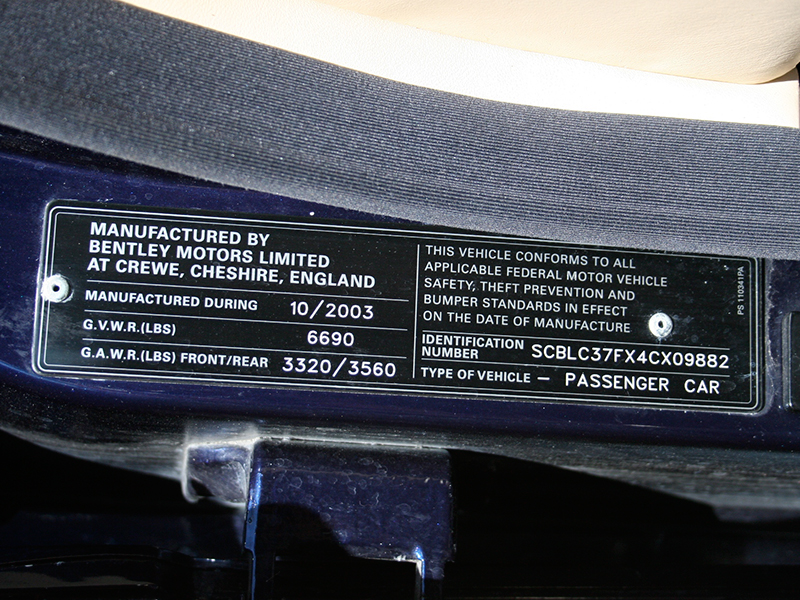 MANUFACTURED BY
BENTLEY MOTORS LIMITED
AT CREWE, CHESHIRE, ENGLAND
MANUFACTURED DURING 10/2003
G.V.W.R.(LBS) 6690
G.A.W.R.(LBS) FRONT/REAR 3320/3560
THIS VEHICLE CONFORMS TO ALL
APPLICABLE FEDERAL MOTOR VEHICLE
SAFETY, THEFT PREVENTION AND
BUMPER STANDARDS IN EFFECT
ON THE DATE OF MANUFACTURE
IDENTIFICATION
NUMBER SCBLC37FX4CX09882
TYPE OF VEHICLE – PASSENGER CAR
PS 110341PA